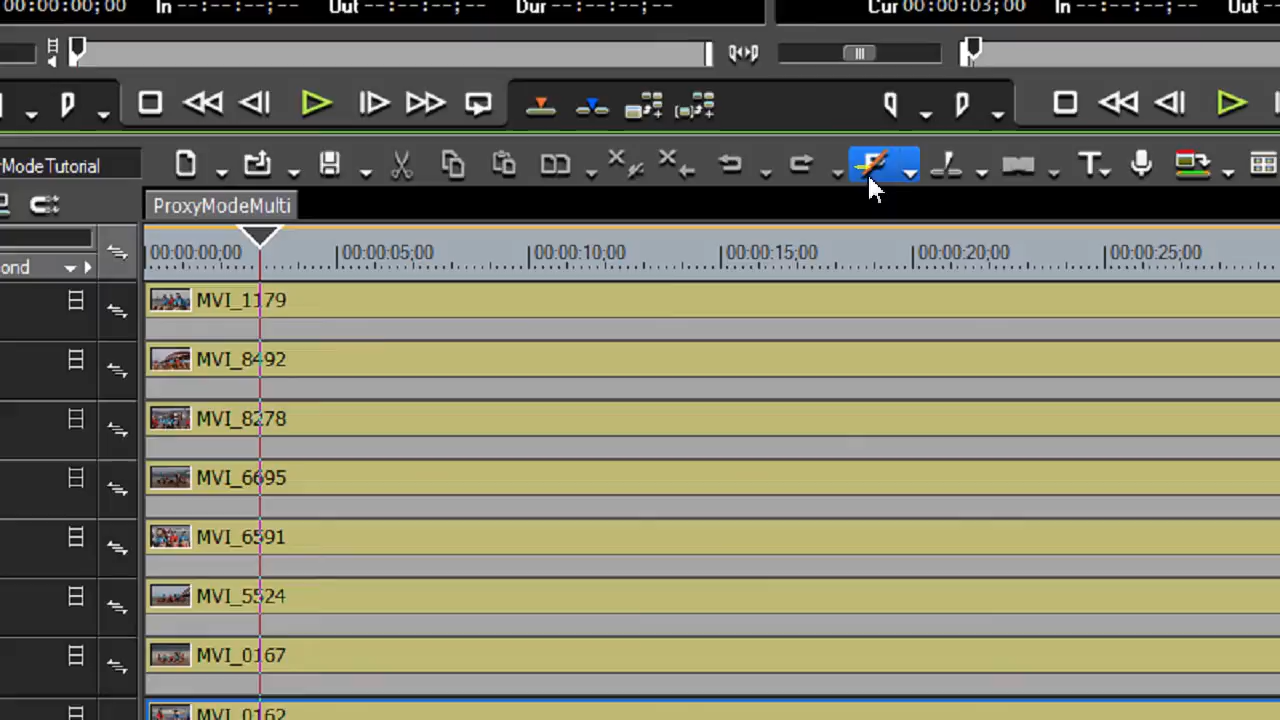 00:00:00;00 In --:--:--;-- Out --:--:--;-- Dur --:--:--;-- Cur 00:00:03;00 In --:--:--;-- Out
rModeTutorial
T
ProxyModeMulti
00:00:00;00 00:00:05;00 00:00:10;00 00:00:15;00 00:00:20;00 00:00:25;00
ond
MVI_1179
MVI_8492
MVI_8278
MVI_6695
MVI_6591
MVI_5524
MVI_0167
MVI_0162